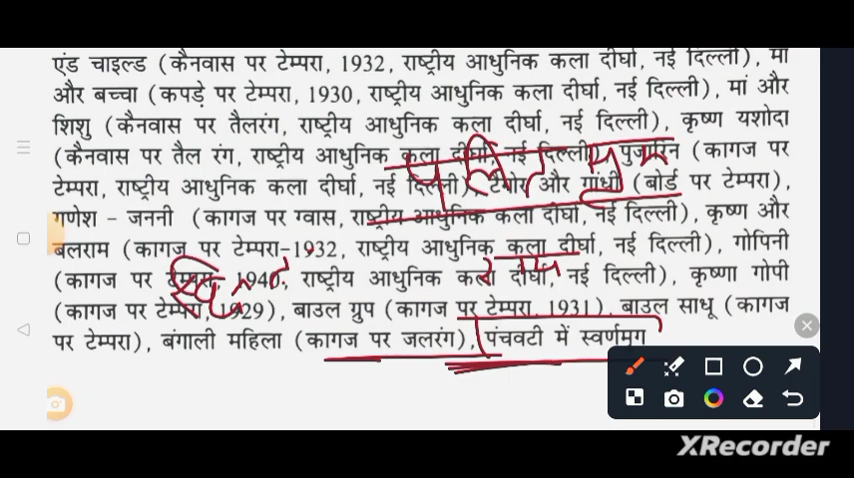 एंड चाइल्ड (कैनवास पर टेम्परा, 1932, राष्ट्रीय आधुनिक कला दीर्घा, नई दिल्ली), मां
और बच्चा (कपड़े पर टेम्परा, 1930, राष्ट्रीय आधुनिक कला दीर्घा, नई दिल्ली), मां और
शिशु (कैनवास पर तैलरंग, राष्ट्रीय आधुनिक कला दीर्घा, नई दिल्ली), कृष्ण यशोदा
(कैनवास पर तैल रंग, राष्ट्रीय आधुनिक कला दीर्घा, नई दिल्ली), पुजारिन (कागज पर
टेम्परा, राष्ट्रीय आधुनिक कला दीर्घा, नई दिल्ली), टैगोर और गांधी (बोर्ड पर टेम्परा),
गणेश - जननी (कागज पर ग्वास, राष्ट्रीय आधुनिक कला दीर्घा, नई दिल्ली), कृष्ण और
बलराम (कागज पर टेम्परा-1932, राष्ट्रीय आधुनिक कला दीर्घा, नई दिल्ली), गोपिनी
(कागज पर टेम्परा, 1940, राष्ट्रीय आधुनिक कला दीर्घा, नई दिल्ली), कृष्णा गोपी
(कागज पर टेम्परा, 1929), बाउल ग्रुप (कागज पर टेम्परा, 1931), बाउल साधू (कागज
पर टेम्परा), बंगाली महिला (कागज पर जलरंग), पंचवटी में स्वर्णमृग
XRecorder